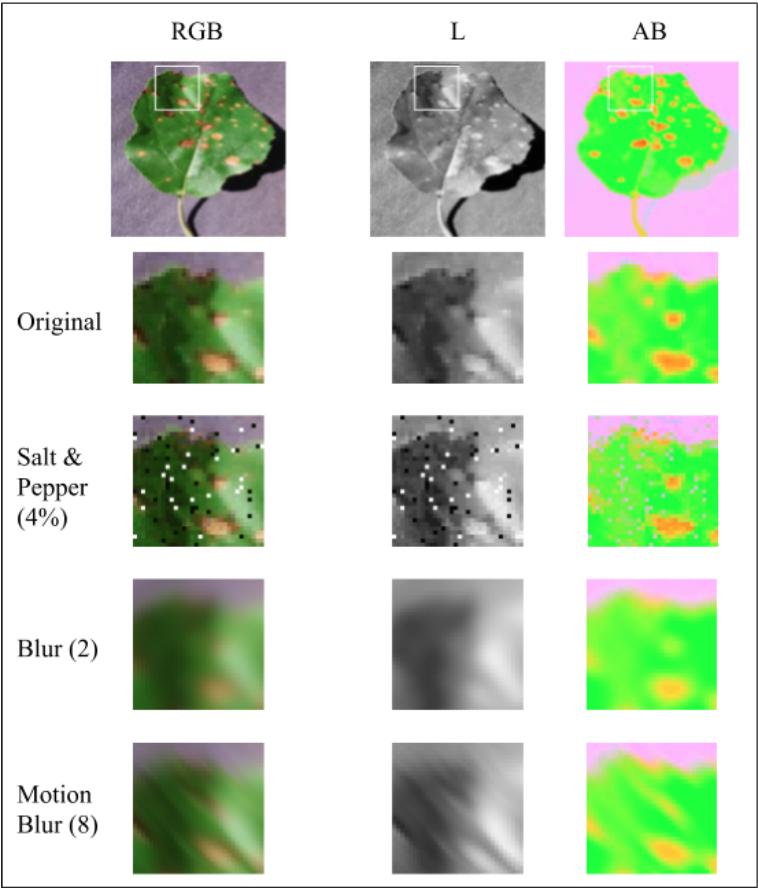 RGB L AB
Original
Salt &
Pepper
(4%)
Blur (2)
Motion
Blur (8)